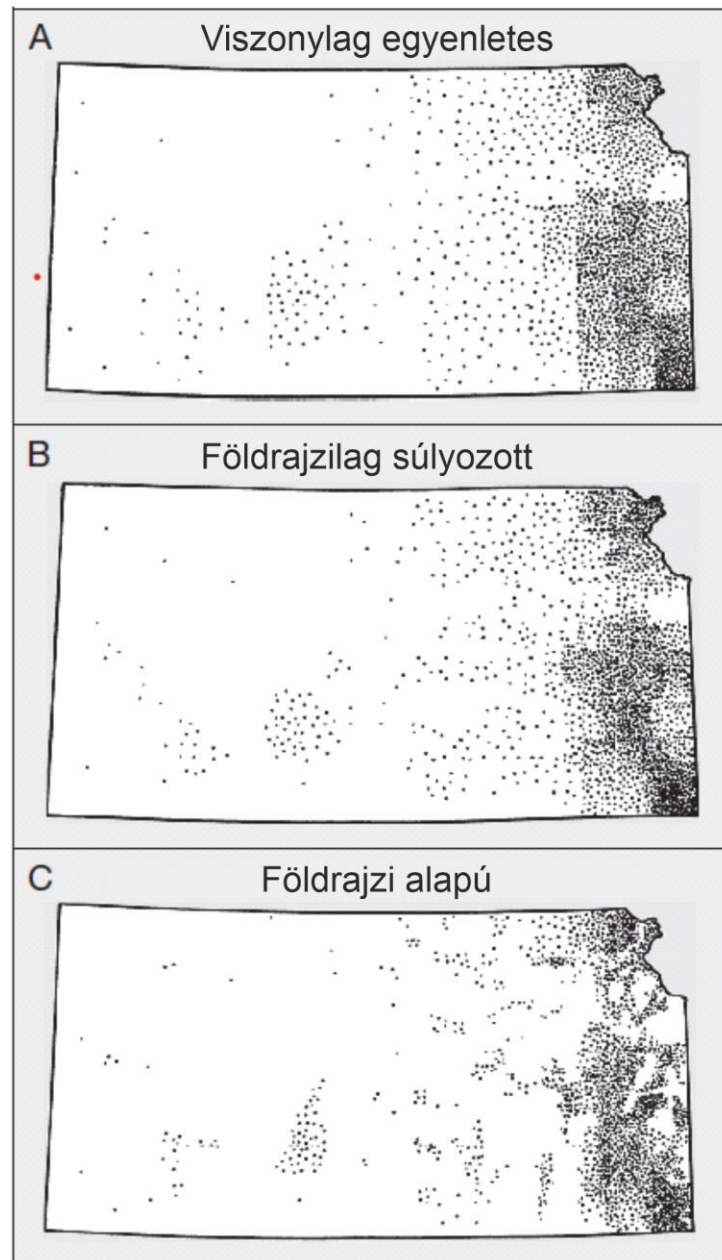 A
Viszonylag egyenletes
B
Földrajzilag súlyozott
C
Földrajzi alapú